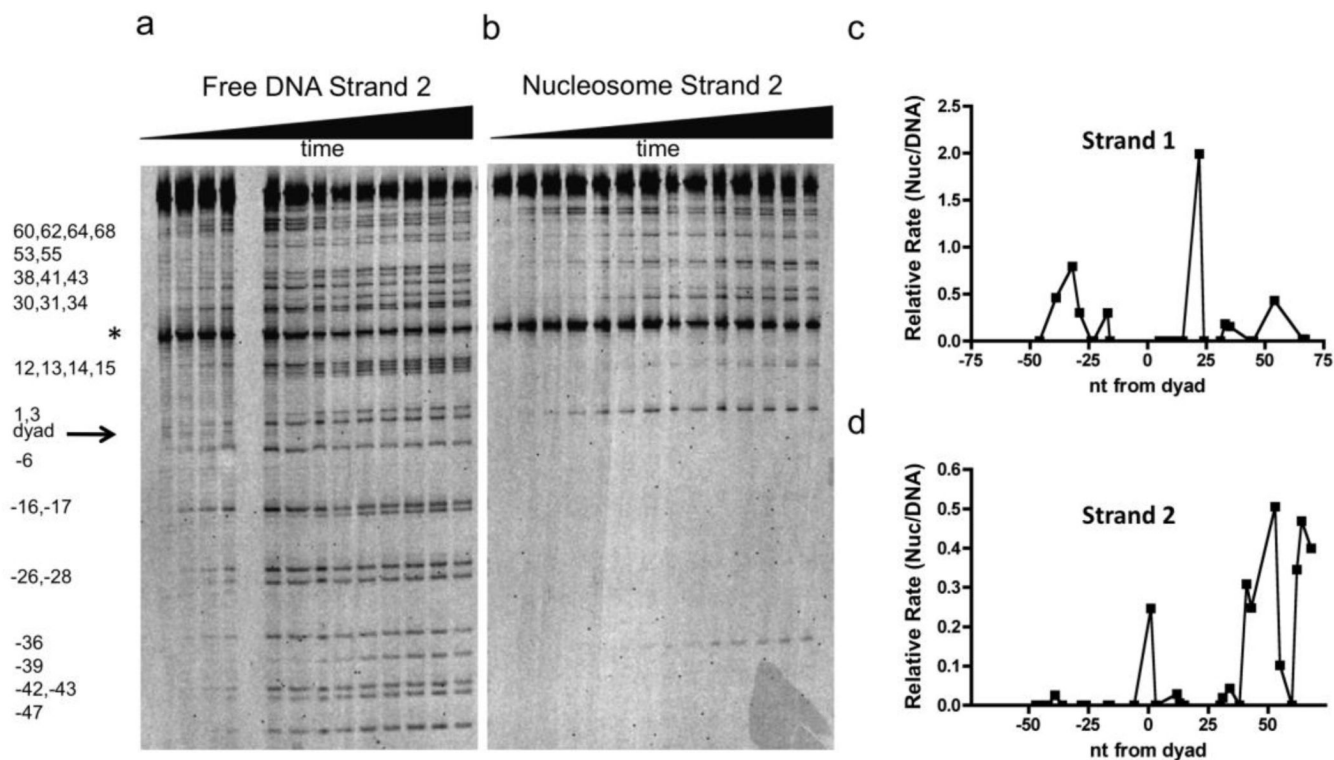 a
Free DNA Strand 2
time
60,62,64,68
53,55
38,41,43
30,31,34
*
12,13,14,15
1,3
dyad
-6
-16,-17
-26,-28
-36
-39
-42,-43
-47
b
Nucleosome Strand 2
time
c
Strand 1
Relative Rate (Nuc/DNA)
2.5
2.0
1.5
1.0
0.5
0.0
-75
-50
-25
0
25
50
75
nt from dyad
d
Strand 2
Relative Rate (Nuc/DNA)
0.6
0.5
0.4
0.3
0.2
0.1
0.0
-50
-25
0
25
50
nt from dyad